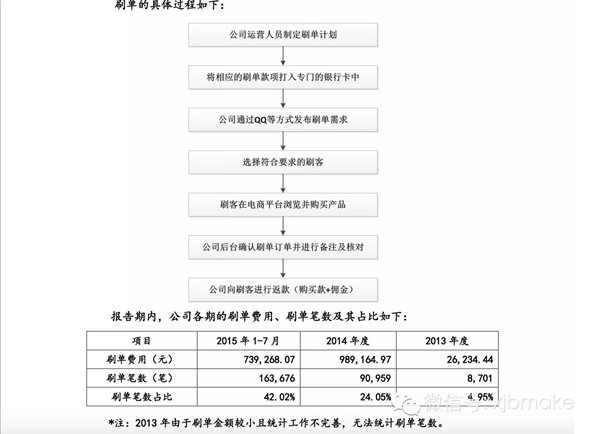 刷单的具体过程如下:
公司运营人员制定刷单计划
将相应的刷单款项打入专门的银行卡中
公司通过QQ等方式发布刷单需求
选择符合要求的刷客
刷客在电商平台浏览并购买产品
公司后台确认刷单订单并进行备注及核对
公司向刷客进行返款（购买款+佣金）
报告期内，公司各期的刷单费用、刷单笔数及其占比如下：
项目 2015 年 1-7 月 2014 年度 2013 年度
刷单费用（元） 739,268.07 989,164.97 26,234.44
刷单笔数（笔） 163,676 90,959 8,701
刷单笔数占比 42.02% 24.05% 4.95%
微信号: xjbmake
*注：2013 年由于刷单金额较小且统计工作不完善，无法统计刷单笔数。